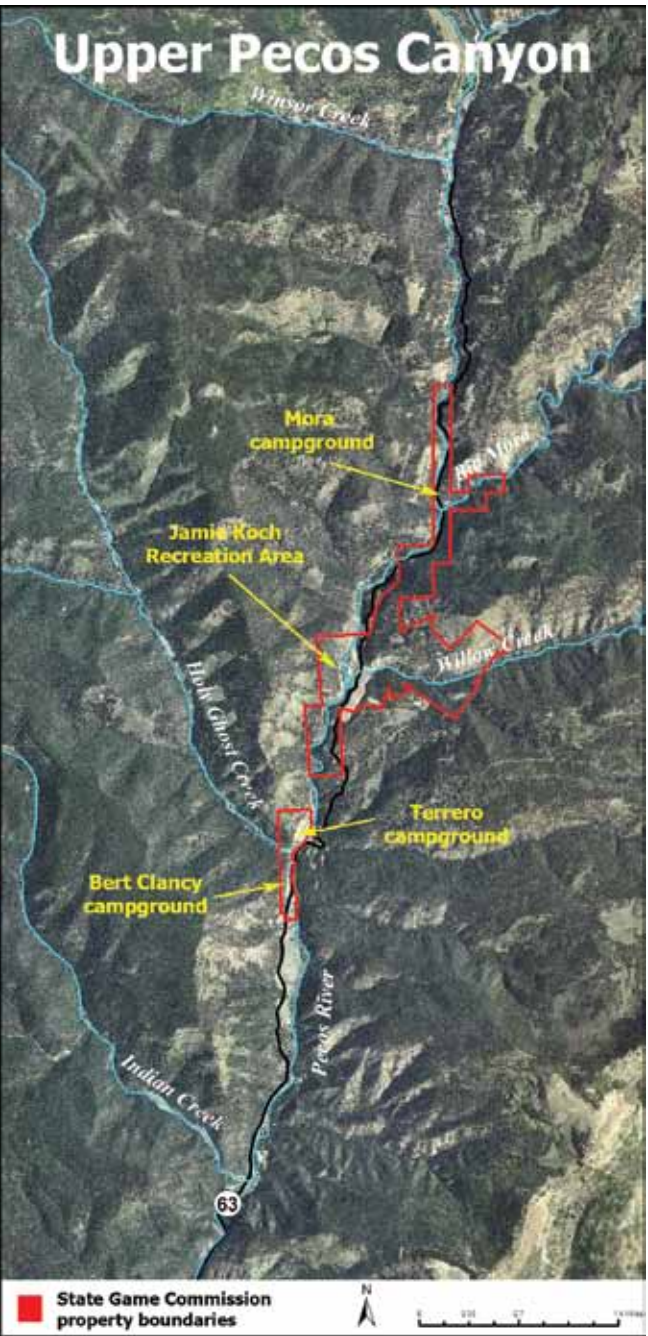 Upper Pecos Canyon
Winsor Creek
Mora
campground
Rio Mora
Jamie Koch
Recreation Area
Willow Creek
Holy Ghost Creek
Terrero
campground
Bert Clancy
campground
Pecos River
Indian Creek
63
State Game Commission
property boundaries
N